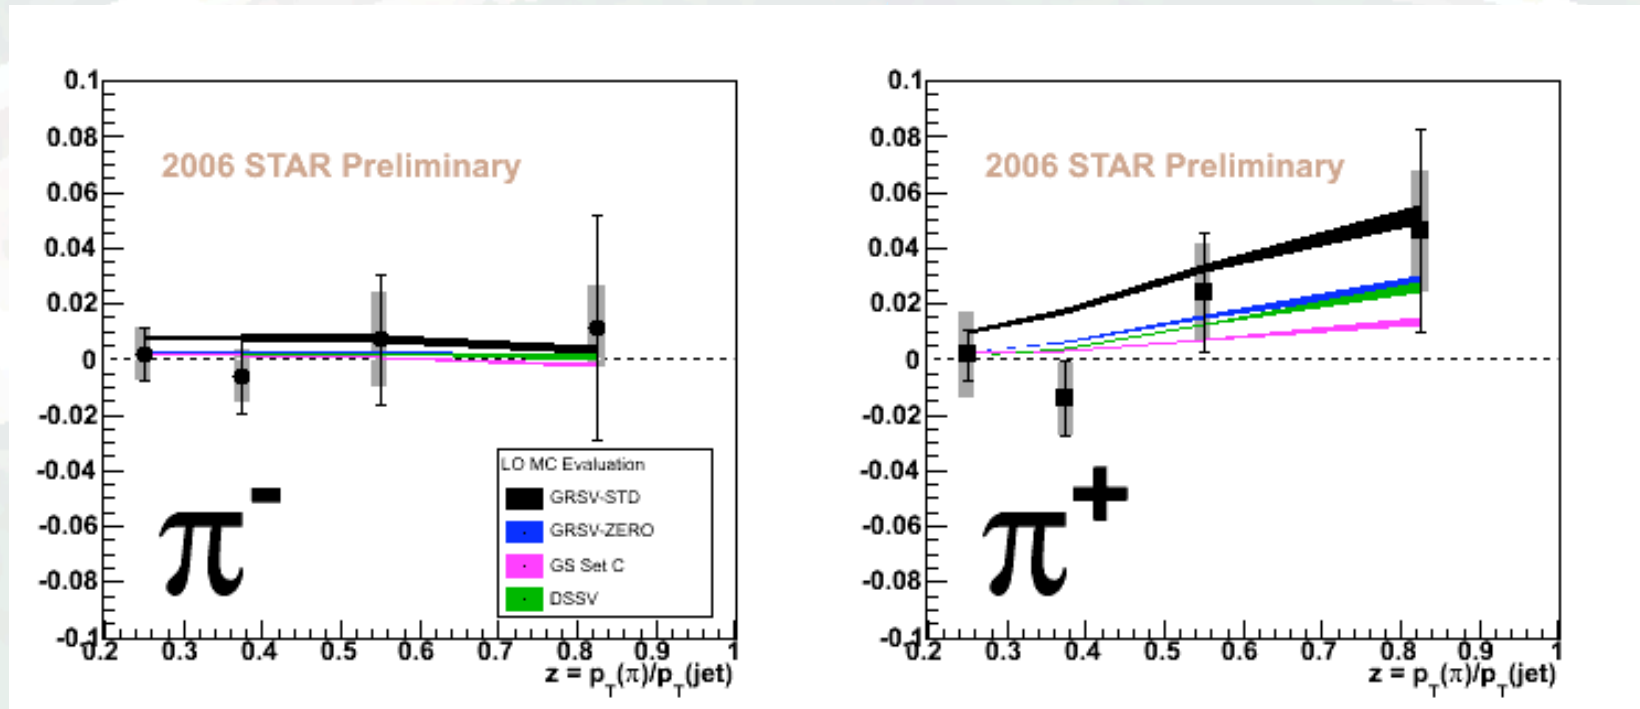 0.1
0.08
2006 STAR Preliminary
0.06
0.04
0.02
0
-0.02
-0.04
LO MC Evaluation
GRSV-STD
GRSV-ZERO
GS Set C
DSSV
π-
-0.06
-0.08
-0.1
0.2 0.3 0.4 0.5 0.6 0.7 0.8 0.9 1
z = p_T(π)/p_T(jet)
0.1
0.08
2006 STAR Preliminary
0.06
0.04
0.02
0
-0.02
-0.04
π+
-0.06
-0.08
-0.1
0.2 0.3 0.4 0.5 0.6 0.7 0.8 0.9 1
z = p_T(π)/p_T(jet)